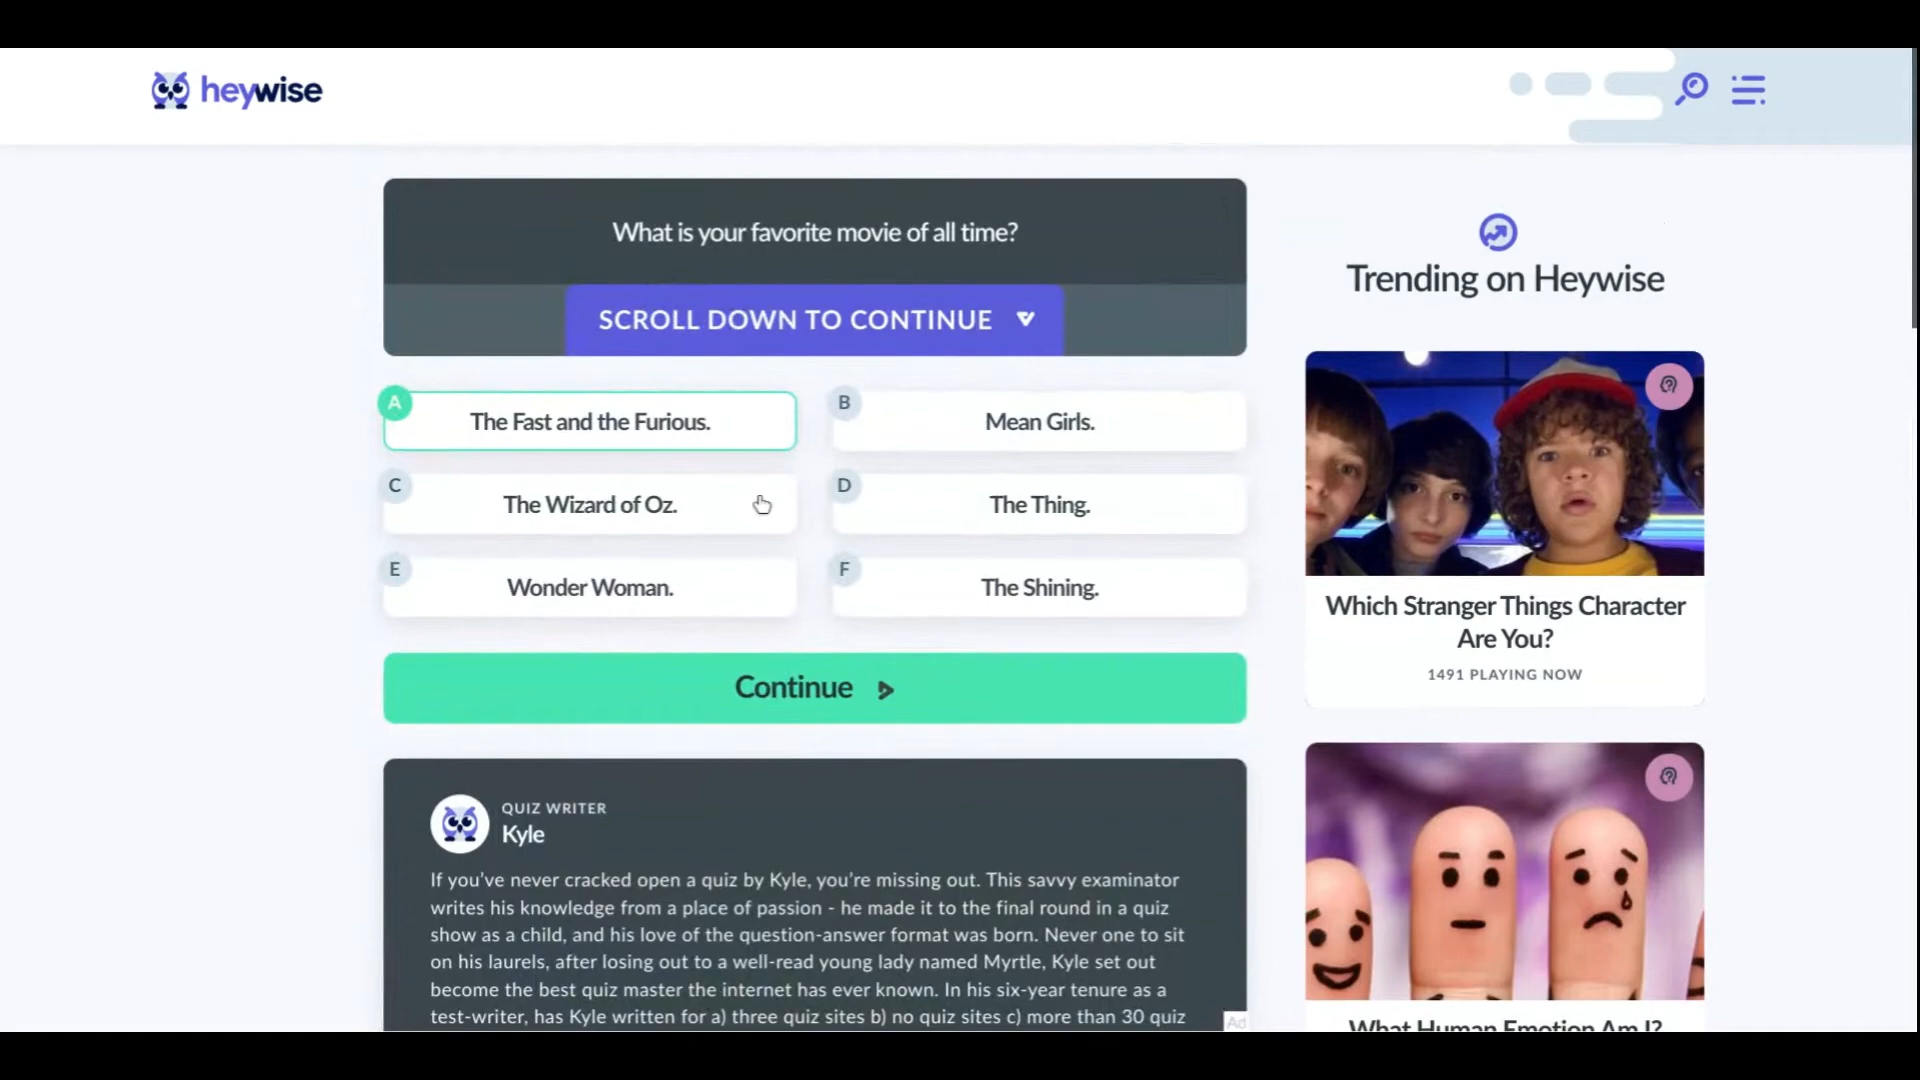 heywise
What is your favorite movie of all time?
SCROLL DOWN TO CONTINUE
A
The Fast and the Furious.
B
Mean Girls.
C
The Wizard of Oz.
D
The Thing.
E
Wonder Woman.
F
The Shining.
Continue
QUIZ WRITER
Kyle
If you've never cracked open a quiz by Kyle, you're missing out. This savvy examinator
writes his knowledge from a place of passion - he made it to the final round in a quiz
show as a child, and his love of the question-answer format was born. Never one to sit
on his laurels, after losing out to a well-read young lady named Myrtle, Kyle set out
become the best quiz master the internet has ever known. In his six-year tenure as a
test-writer, has Kyle written for a) three quiz sites b) no quiz sites c) more than 30 quiz
Ad
Trending on Heywise
Which Stranger Things Character
Are You?
1491 PLAYING NOW
What Human Emotion Am I?